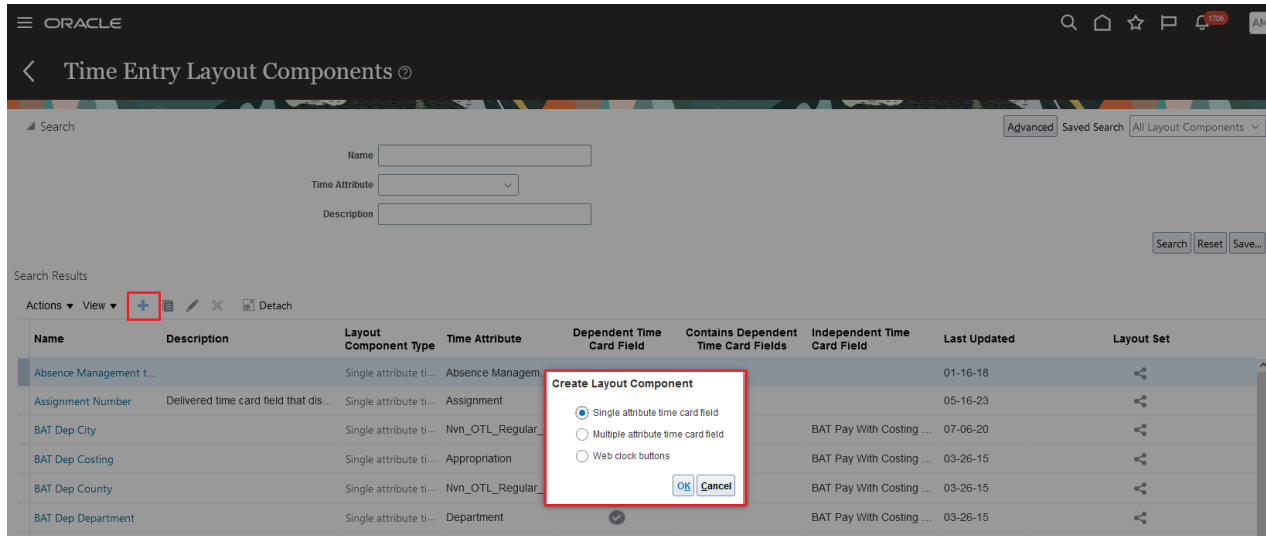 ORACLE
1706
AM
Time Entry Layout Components
Search
Advanced Saved Search All Layout Components
Name
Time Attribute
Description
Search Reset Save...
Search Results
Actions View Detach
Name Description Layout Component Type Time Attribute Dependent Time Card Field Contains Dependent Time Card Fields Independent Time Card Field Last Updated Layout Set
Absence Management t... Single attribute ti... Absence Managem... 01-16-18
Assignment Number Delivered time card field that dis... Single attribute ti... Assignment 05-16-23
BAT Dep City Single attribute ti... Nvn_OTL_Regular_ BAT Pay With Costing ... 07-06-20
BAT Dep Costing Single attribute ti... Appropriation BAT Pay With Costing ... 03-26-15
BAT Dep County Single attribute ti... Nvn_OTL_Regular_ BAT Pay With Costing ... 03-26-15
BAT Dep Department Single attribute ti... Department BAT Pay With Costing ... 03-26-15
Create Layout Component
Single attribute time card field
Multiple attribute time card field
Web clock buttons
OK Cancel